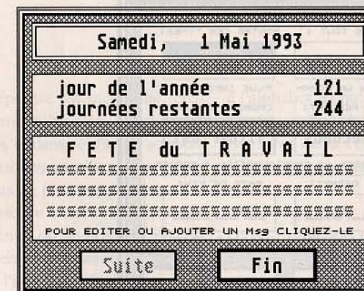 Samedi, 1 Mai 1993
jour de l'année 121
journées restantes 244
FETE du TRAVAIL
POUR EDITER OU AJOUTER UN Msg CLIQUEZ-LE
Suite Fin